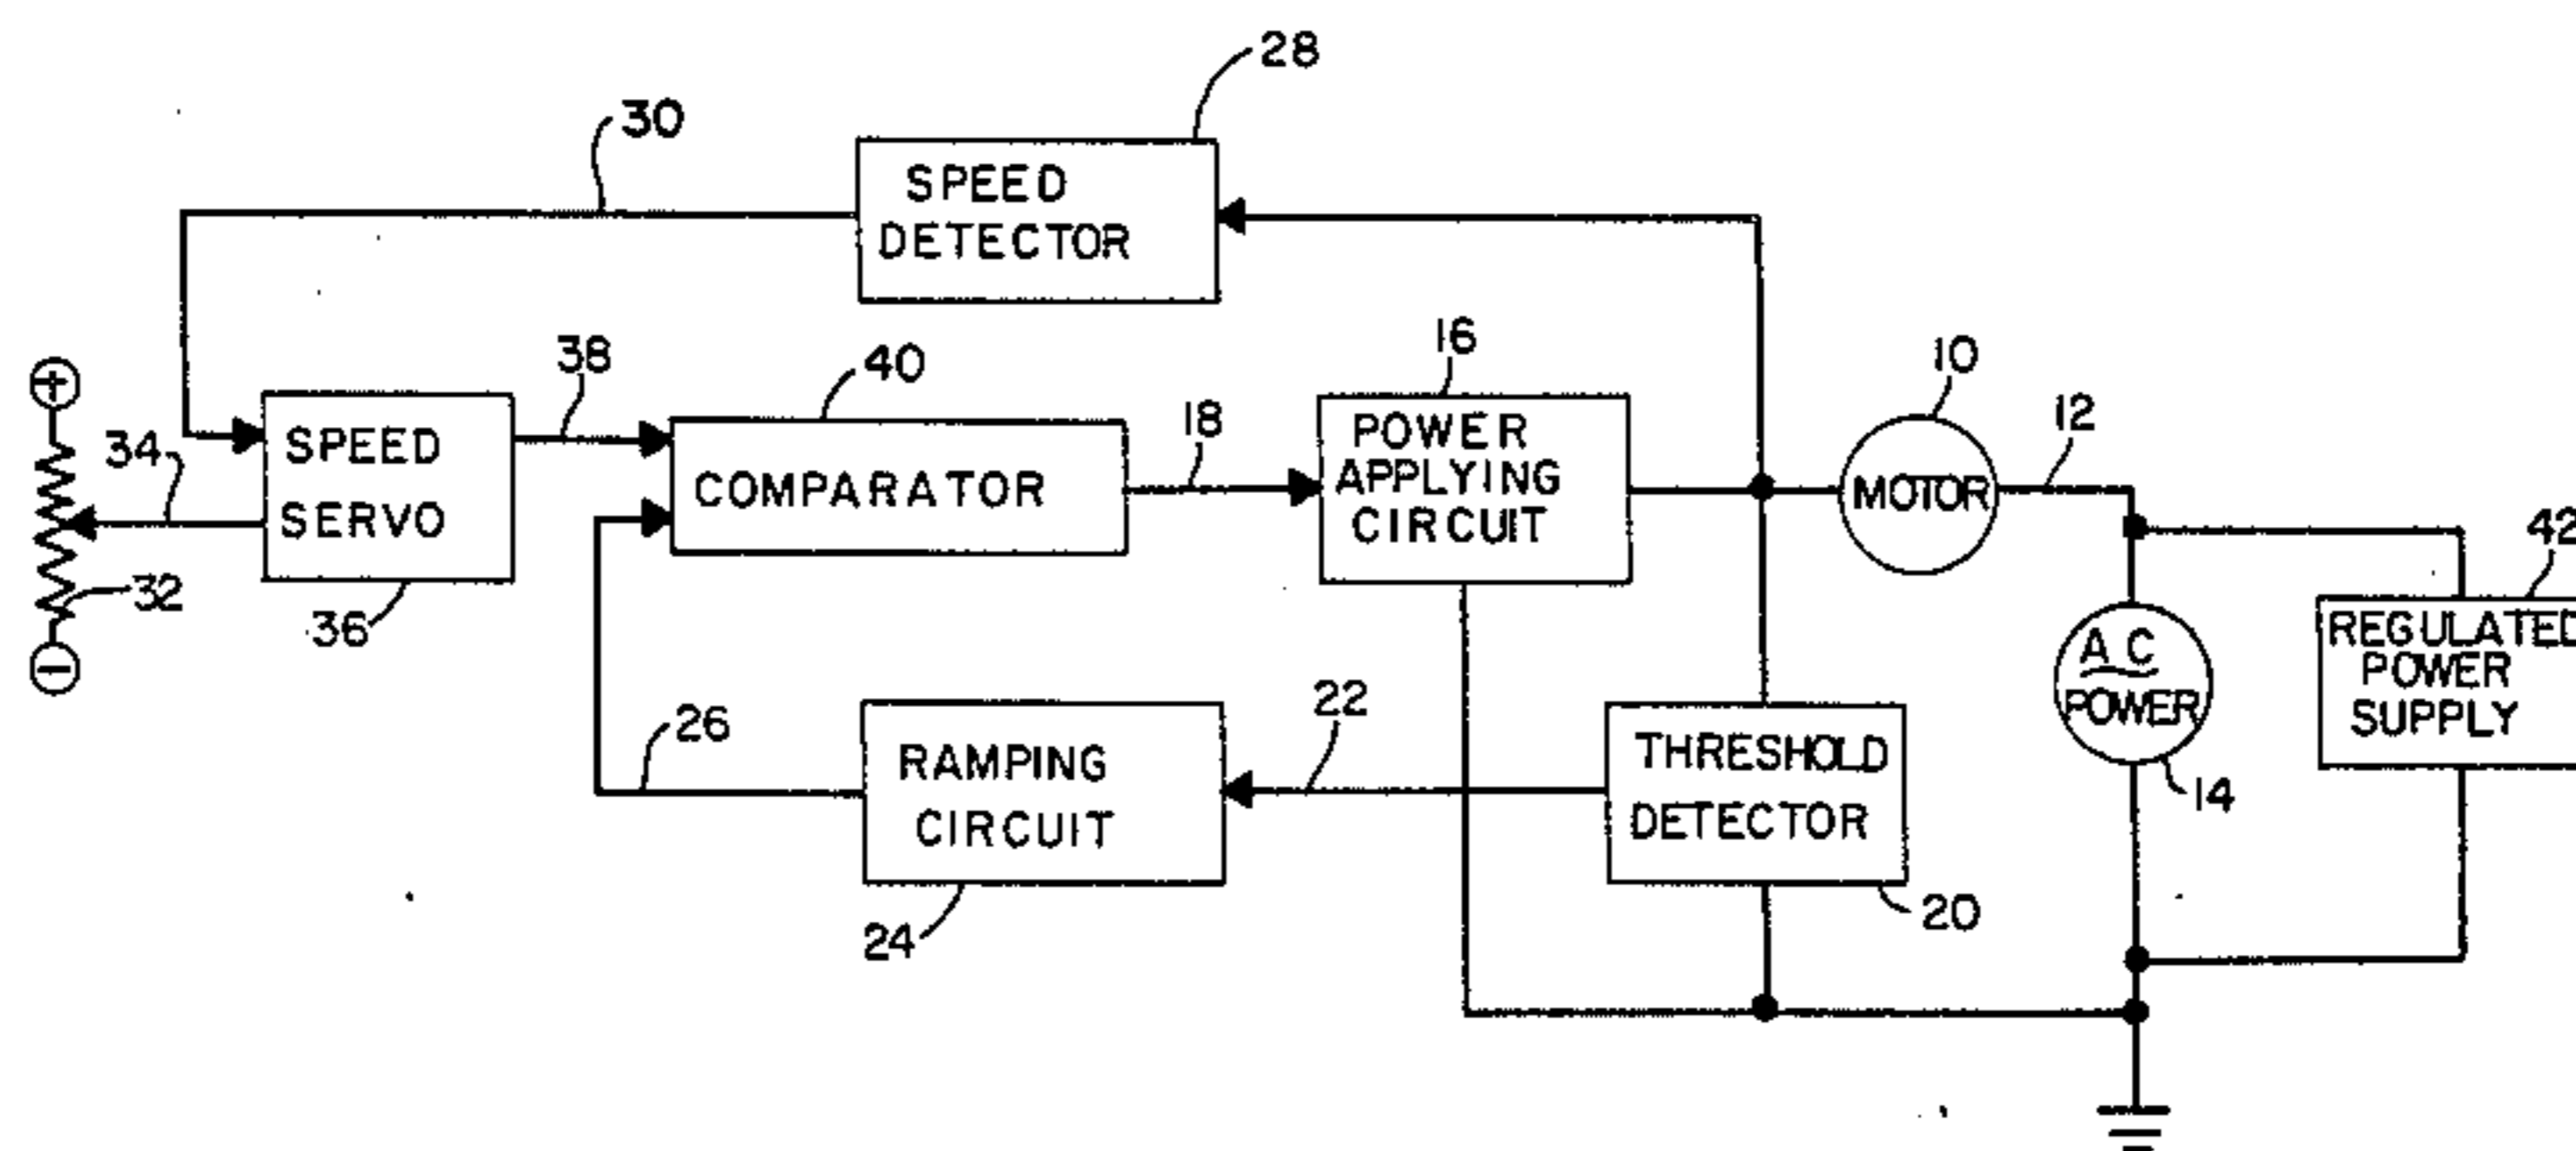 28
30
SPEED
DETECTOR
16
10
38
40
12
18
34
SPEED
SERVO
COMPARATOR
POWER
APPLYING
CIRCUIT
MOTOR
42
32
36
A C
POWER
REGULATED
POWER
SUPPLY
22
26
RAMPING
CIRCUIT
THRESHOLD
DETECTOR
14
24
20